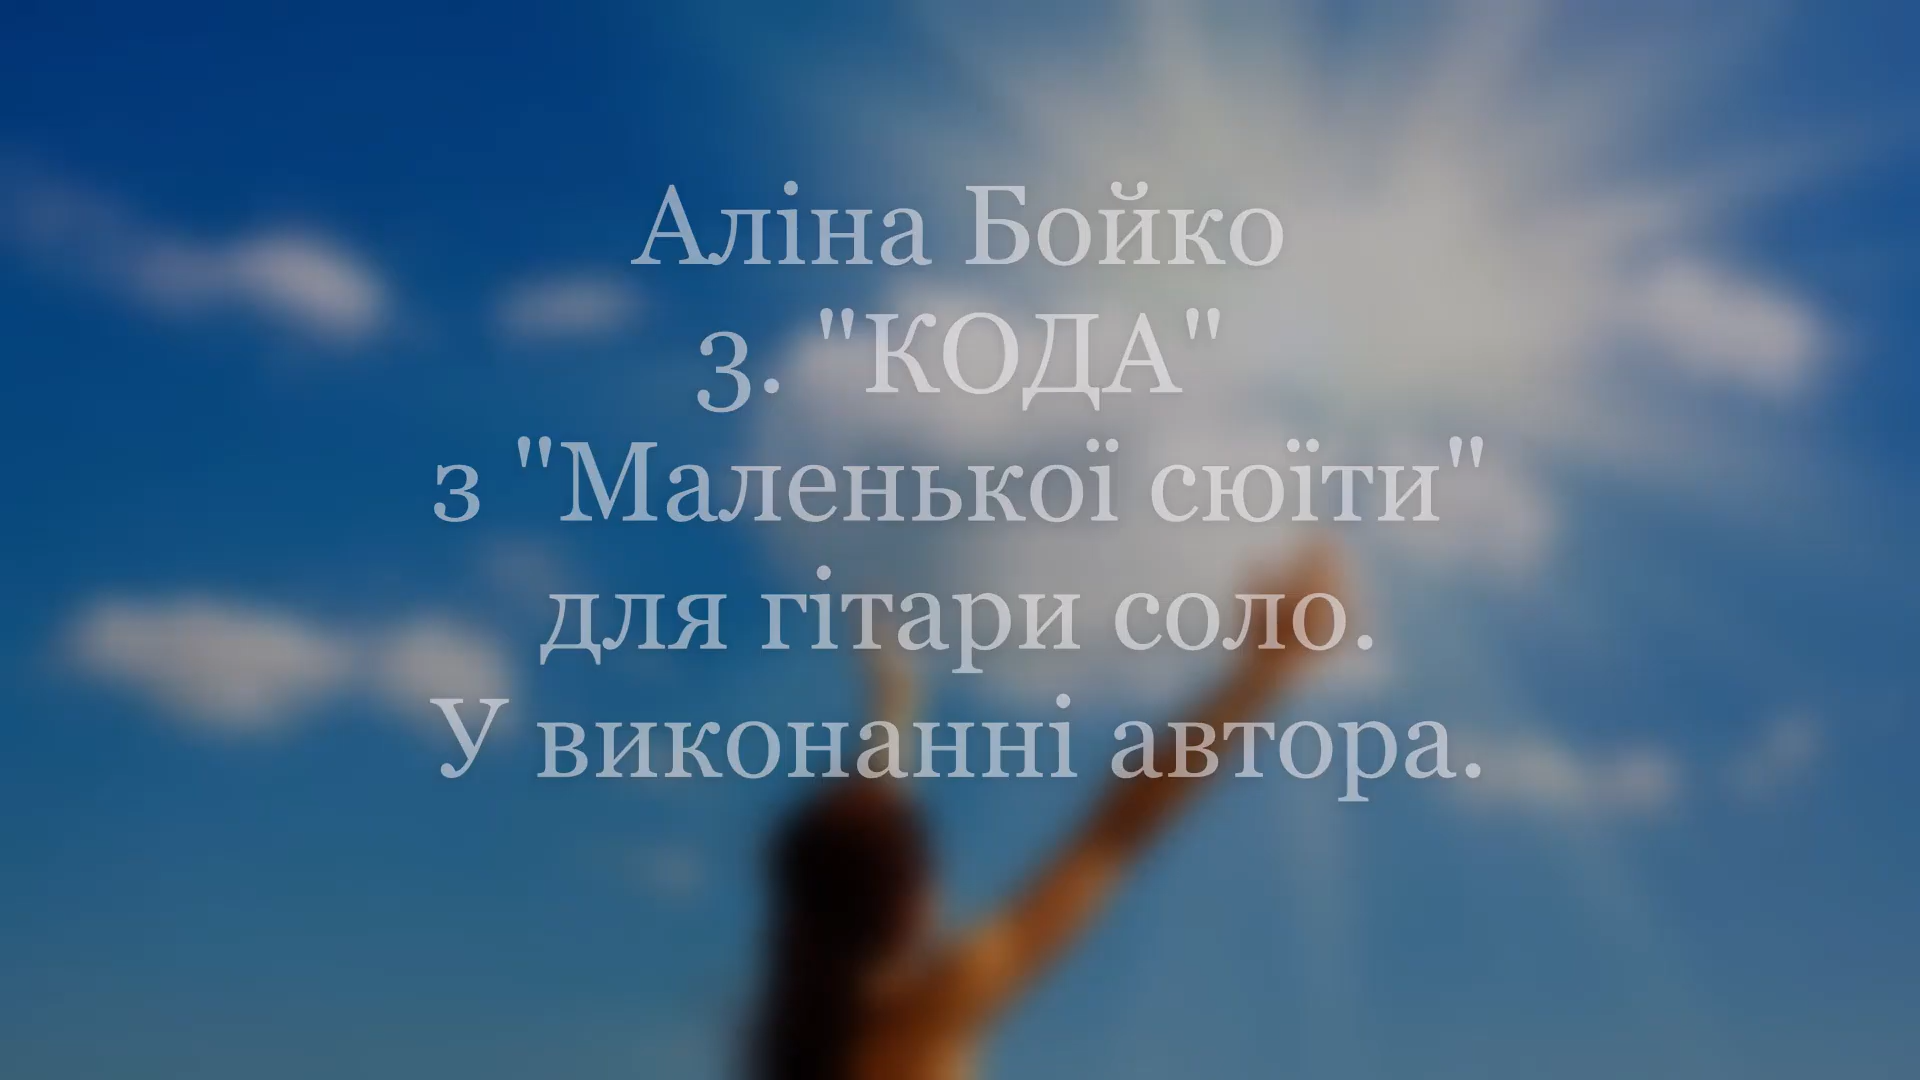 Аліна Бойко
3. "КОДА"
з "Маленької сюїти"
для гітари соло.
У виконанні автора.